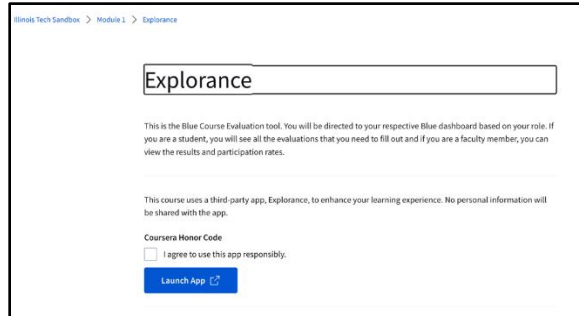 Illinois Tech Sandbox > Module 1 > Explorance
Explorance
This is the Blue Course Evaluation tool. You will be directed to your respective Blue dashboard based on your role. If
you are a student, you will see all the evaluations that you need to fill out and if you are a faculty member, you can
view the results and participation rates.
This course uses a third-party app, Explorance, to enhance your learning experience. No personal information will
be shared with the app.
Coursera Honor Code
I agree to use this app responsibly.
Launch App